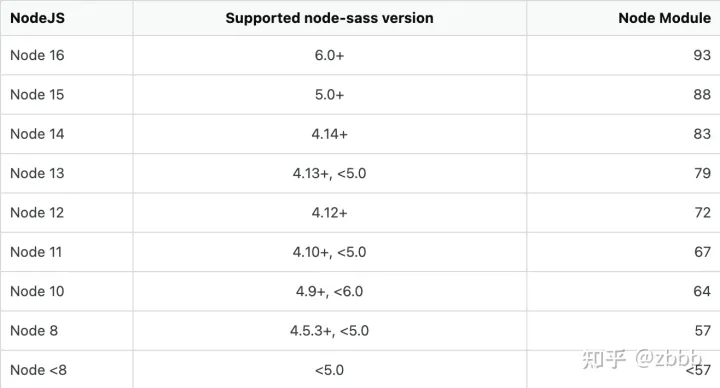 NodeJS Supported node-sass version Node Module
Node 16 6.0+ 93
Node 15 5.0+ 88
Node 14 4.14+ 83
Node 13 4.13+, <5.0 79
Node 12 4.12+ 72
Node 11 4.10+, <5.0 67
Node 10 4.9+, <6.0 64
Node 8 4.5.3+, <5.0 57
Node <8 <5.0 <57
知乎 @zbbb